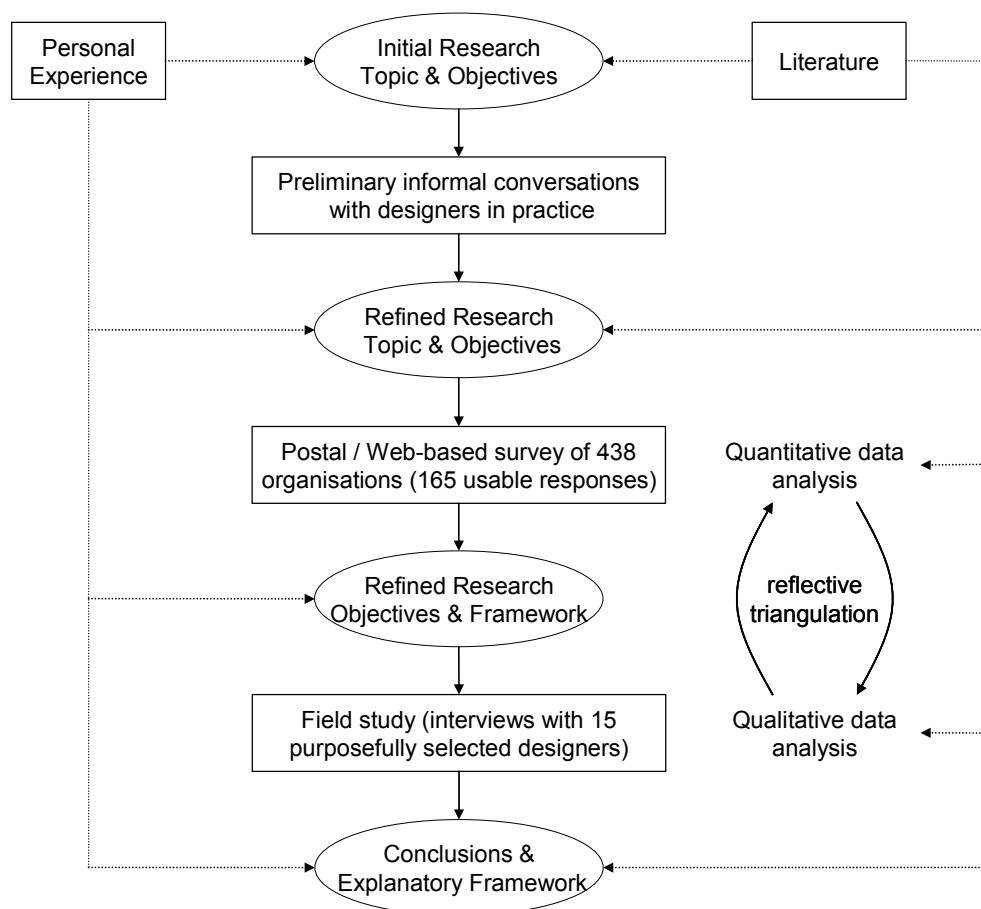 Personal
Experience
Initial Research
Topic & Objectives
Literature
Preliminary informal conversations
with designers in practice
Refined Research
Topic & Objectives
Postal / Web-based survey of 438
organisations (165 usable responses)
Quantitative data
analysis
Refined Research
Objectives & Framework
reflective
triangulation
Field study (interviews with 15
purposefully selected designers)
Qualitative data
analysis
Conclusions &
Explanatory Framework